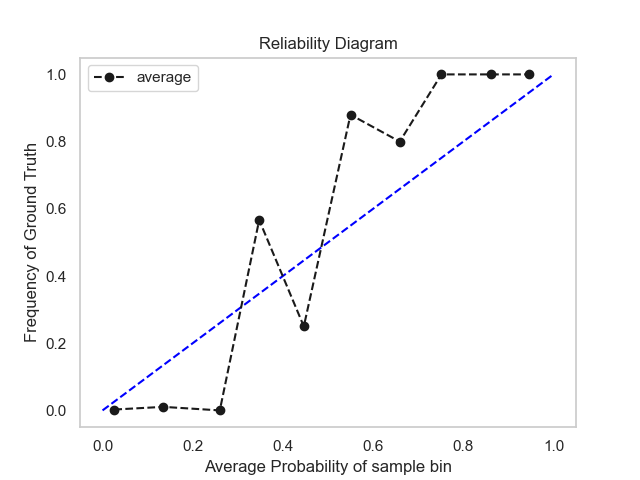 Reliability Diagram
average
Frequency of Ground Truth
1.0
0.8
0.6
0.4
0.2
0.0
0.0 0.2 0.4 0.6 0.8 1.0
Average Probability of sample bin